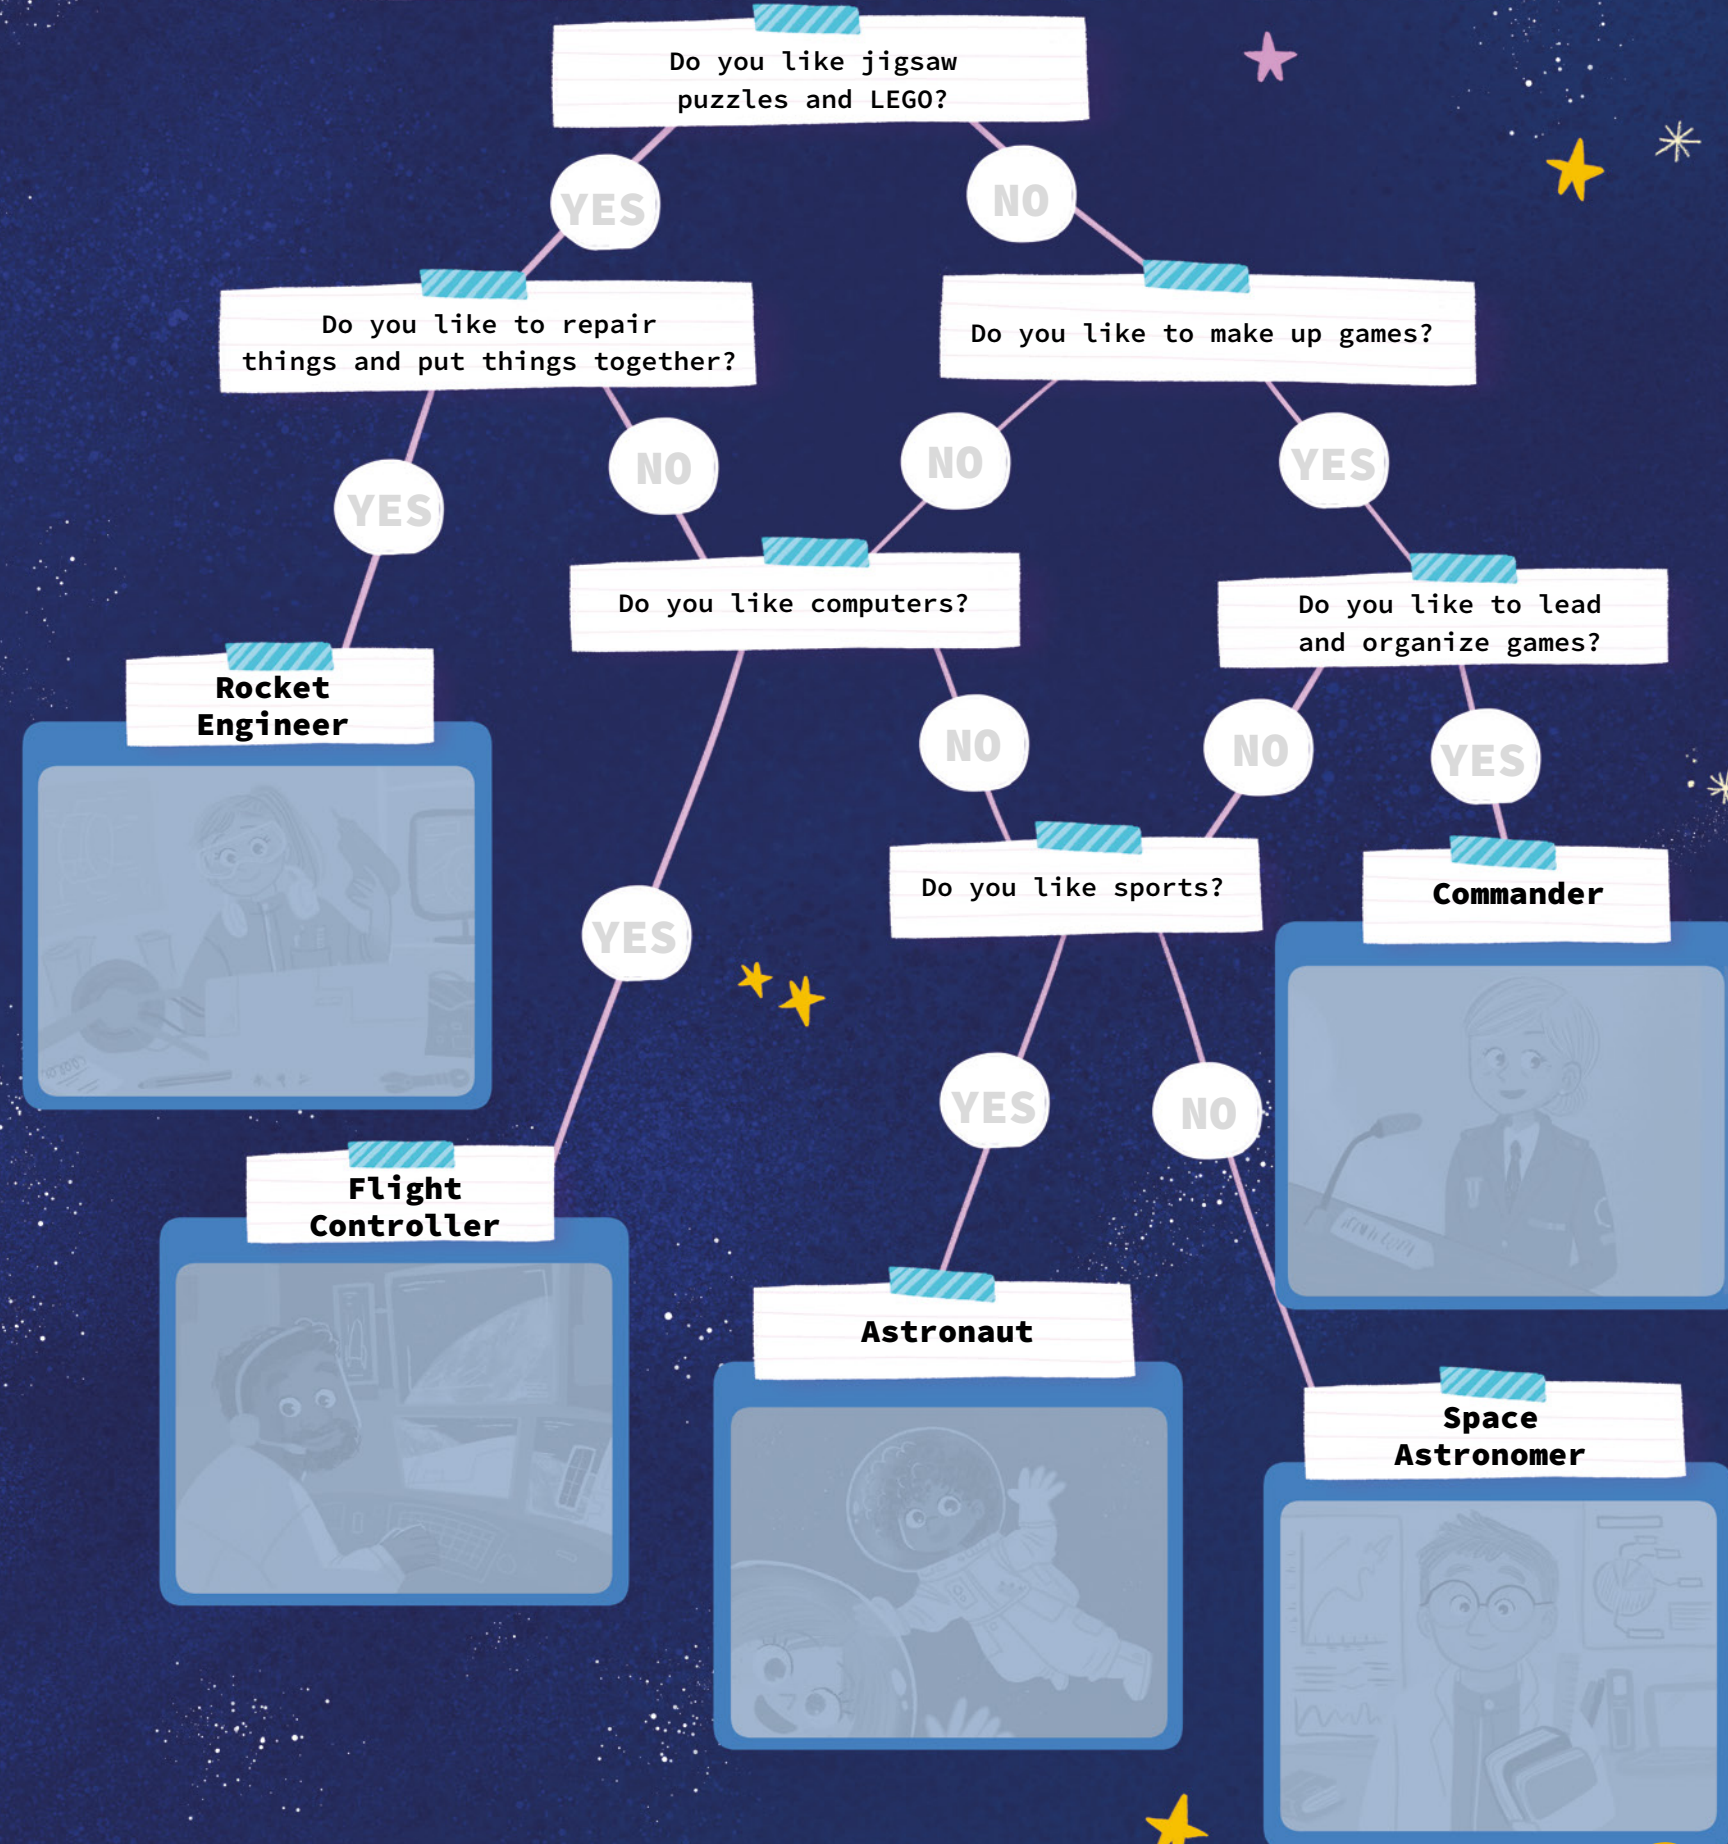 Do you like jigsaw
puzzles and LEGO?
YES
NO
Do you like to repair
things and put things together?
Do you like to make up games?
YES
NO
NO
YES
Do you like computers?
Do you like to lead
and organize games?
Rocket
Engineer
NO
NO
YES
Do you like sports?
Commander
YES
YES
NO
Flight
Controller
Astronaut
Space
Astronomer